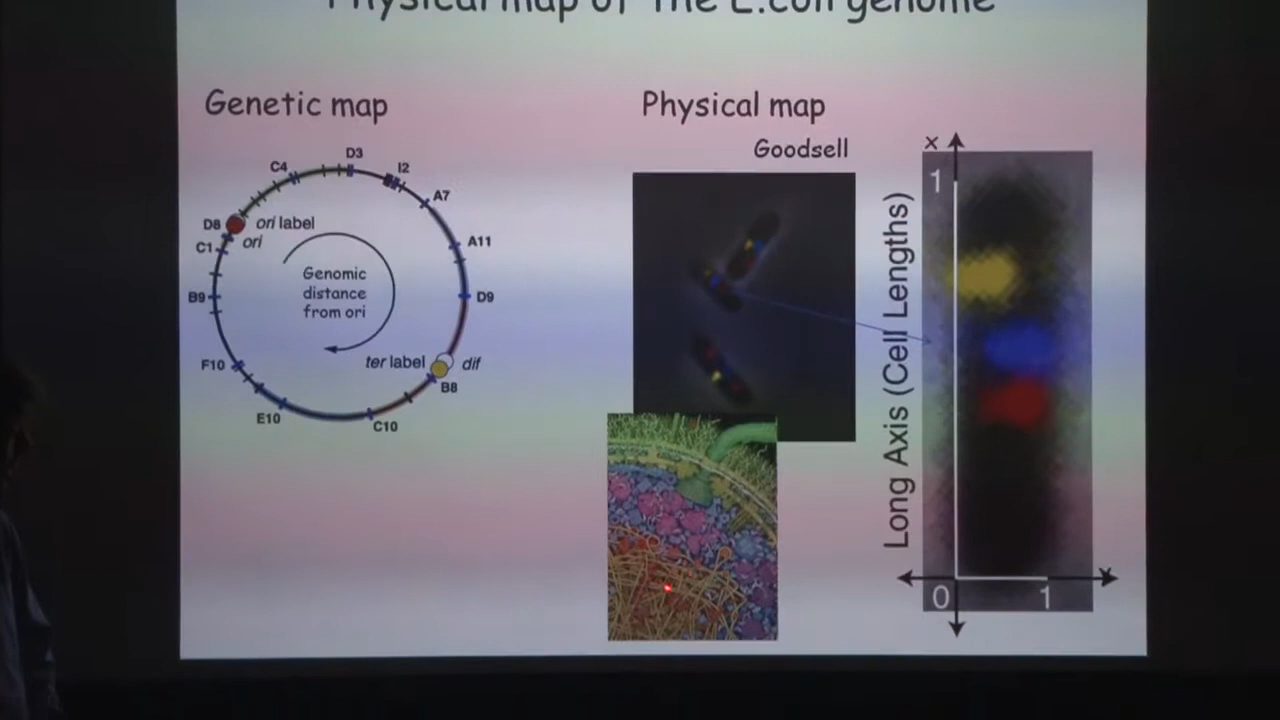 Physical map of The E.coli genome
Genetic map
Physical map
Goodsell
D3
C4
I2
A7
D8
ori label
C1
ori
A11
Genomic
distance
from ori
B9
D9
F10
ter label
dif
B8
E10
C10
x
1
Long Axis (Cell Lengths)
0
1
Y